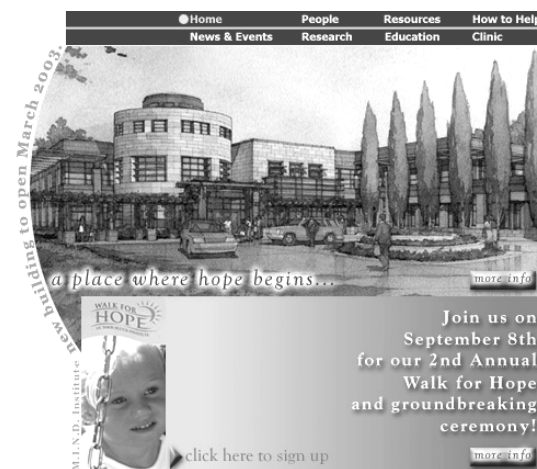 Home People Resources How to Help
News & Events Research Education Clinic
new building to open March 2003.
a place where hope begins...
more info
WALK FOR
HOPE
Join us on
September 8th
for our 2nd Annual
Walk for Hope
and groundbreaking
ceremony!
M.I.N.D. Institute
click here to sign up
more info